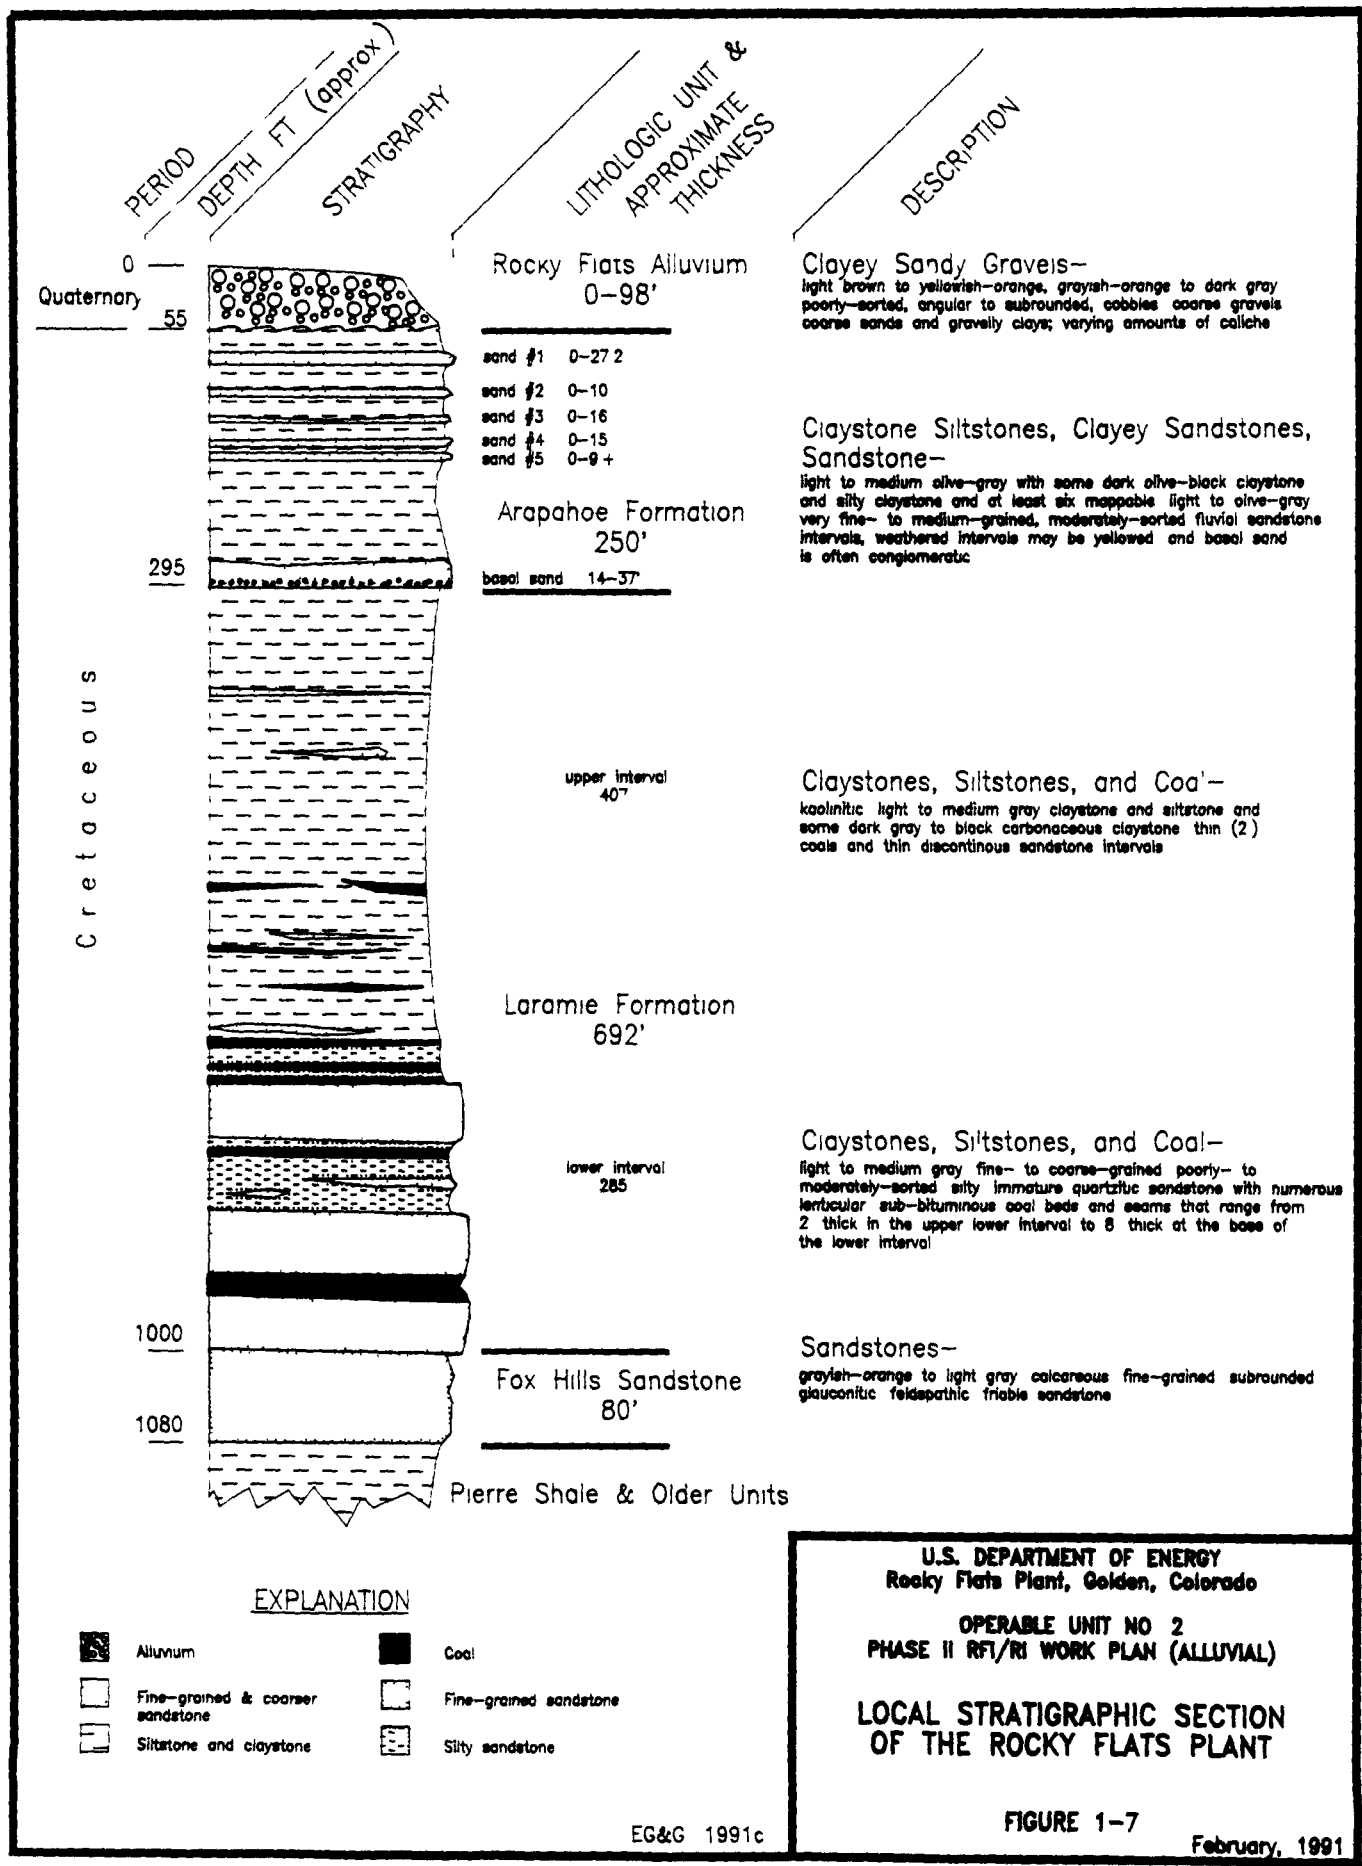 PERIOD
DEPTH FT (approx)
STRATIGRAPHY
LITHOLOGIC UNIT &
APPROXIMATE
THICKNESS
DESCRIPTION
0
Quaternary
55
295
Cretaceous
1000
1080
Rocky Flats Alluvium
0-98'
sand #1 0-27 2
sand #2 0-10
sand #3 0-16
sand #4 0-15
sand #5 0-9+
Arapahoe Formation
250'
basal sand 14-37'
upper interval
Laramie Formation
692'
lower interval
285
Fox Hills Sandstone
80'
Pierre Shale & Older Units
Clayey Sandy Gravels-
light brown to yellowish-orange, grayish-orange to dark gray
poorly-sorted, angular to subrounded, cobbles coarse gravels
coarse sands and gravelly clays; varying amounts of caliche
Claystone Siltstones, Clayey Sandstones,
Sandstone-
light to medium olive-gray with some dark olive-black claystone
and silty claystone and at least six mappable light to olive-gray
very fine- to medium-grained, moderately-sorted fluvial sandstone
intervals, weathered intervals may be yellowed and basal sand
is often conglomeratic
Claystones, Siltstones, and Coal-
kaolinitic light to medium gray claystone and siltstone and
some dark gray to black carbonaceous claystone thin (2 )
coals and thin discontinous sandstone intervals
Claystones, Siltstones, and Coal-
light to medium gray fine- to coarse-grained poorly- to
moderately-sorted silty immature quartzitic sandstone with numerous
lenticular sub-bituminous coal beds and seams that range from
2 thick in the upper lower interval to 8 thick at the base of
the lower interval
Sandstones-
grayish-orange to light gray calcareous fine-grained subrounded
glauconitic feldspathic friable sandstone
EXPLANATION
Alluvium
Fine-grained & coarser
sandstone
Siltstone and claystone
Coal
Fine-grained sandstone
Silty sandstone
EG&G 1991c
U.S. DEPARTMENT OF ENERGY
Rocky Flats Plant, Golden, Colorado
OPERABLE UNIT NO 2
PHASE II RFI/RI WORK PLAN (ALLUVIAL)
LOCAL STRATIGRAPHIC SECTION
OF THE ROCKY FLATS PLANT
FIGURE 1-7
February, 1991